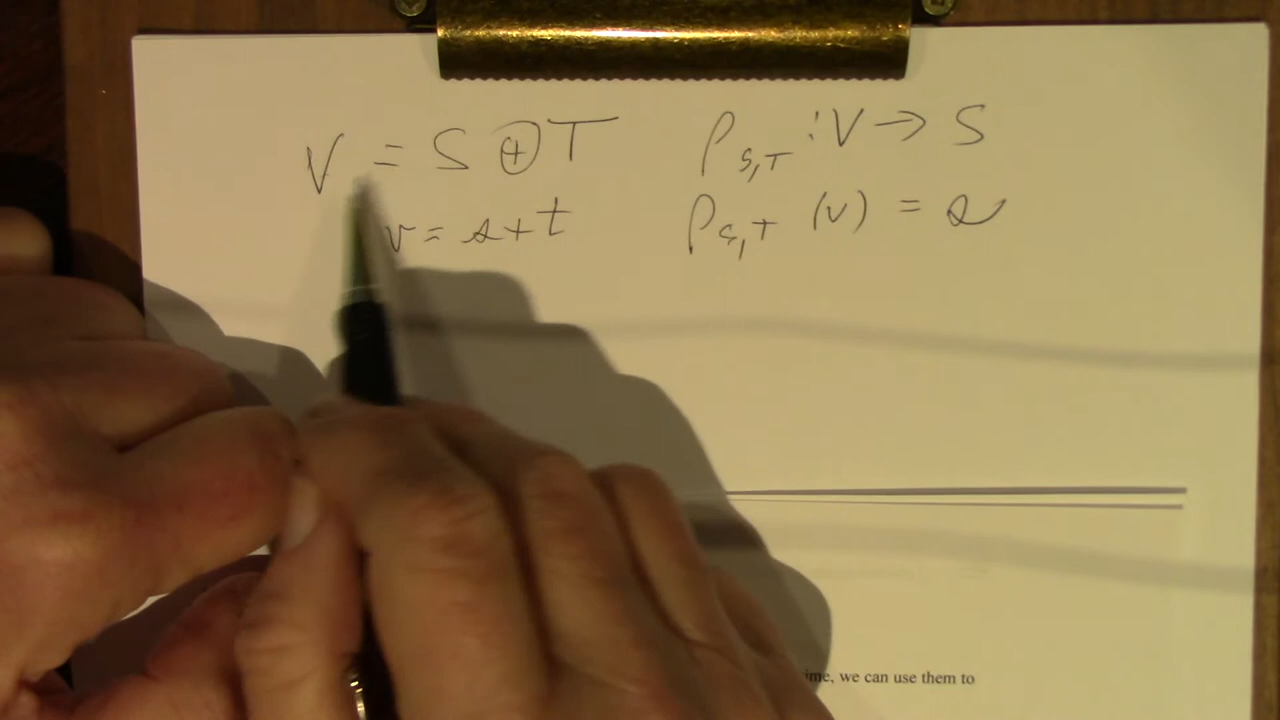 V = S ⊕ T
ρ_{S,T} : V → S
v = s + t
ρ_{S,T} (v) = s
ime, we can use them to